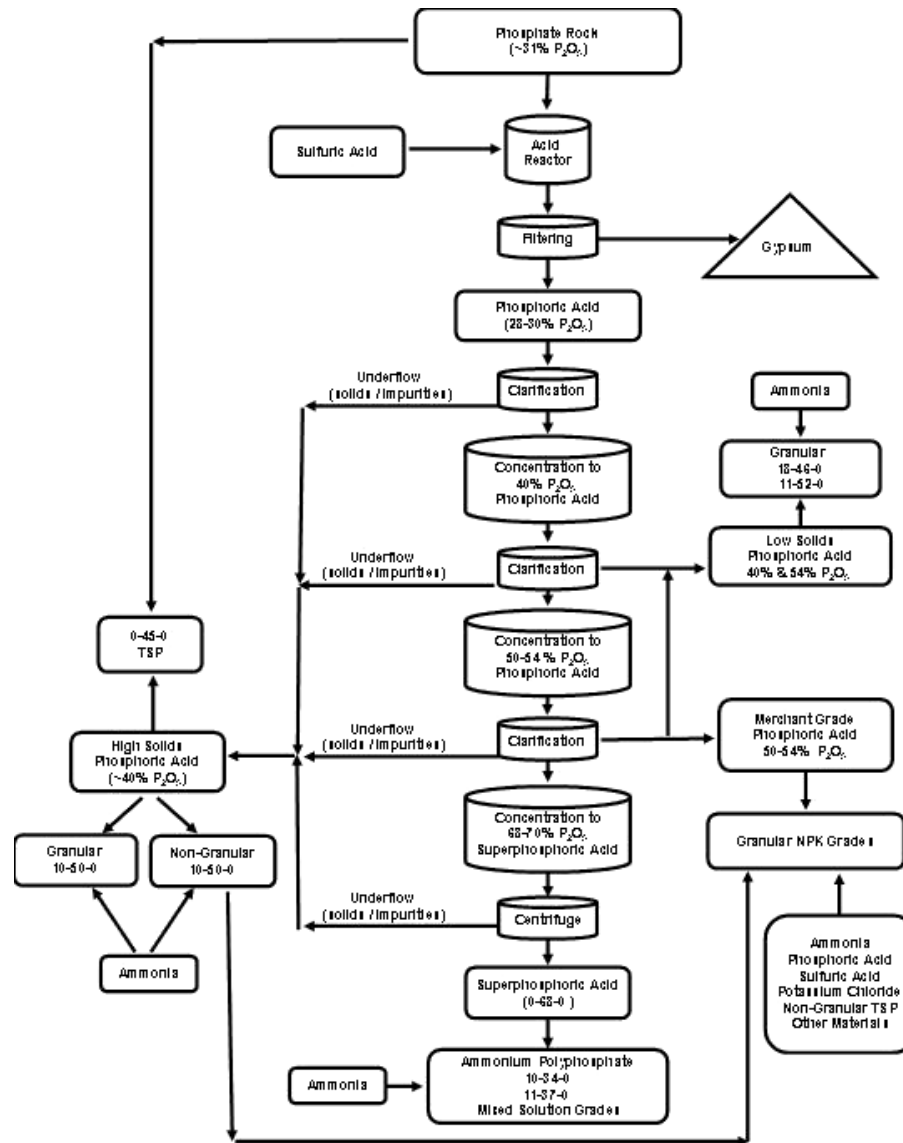 Phosphate Rock
(~31% P₂O₅)
Sulfuric Acid
Acid
Reactor
Filtering
Gypsum
Phosphoric Acid
(28-30% P₂O₅)
Underflow
(solids / impurities)
Clarification
Ammonia
Granular
18-46-0
11-52-0
Concentration to
40% P₂O₅
Phosphoric Acid
Low Solids
Phosphoric Acid
40% & 54% P₂O₅
Underflow
(solids / impurities)
Clarification
0-45-0
TSP
Concentration to
50-54% P₂O₅
Phosphoric Acid
Underflow
(solids / impurities)
Clarification
Merchant Grade
Phosphoric Acid
50-54% P₂O₅
High Solids
Phosphoric Acid
(~40% P₂O₅)
Concentration to
68-70% P₂O₅
Superphosphoric Acid
Granular NPK Grades
Granular
10-50-0
Non-Granular
10-50-0
Underflow
(solids / impurities)
Centrifuge
Ammonia
Superphosphoric Acid
(0-68-0 )
Ammonia
Phosphoric Acid
Sulfuric Acid
Potassium Chloride
Non-Granular TSP
Other Materials
Ammonia
Ammonium Polyphosphate
10-34-0
11-37-0
Mixed Solution Grades